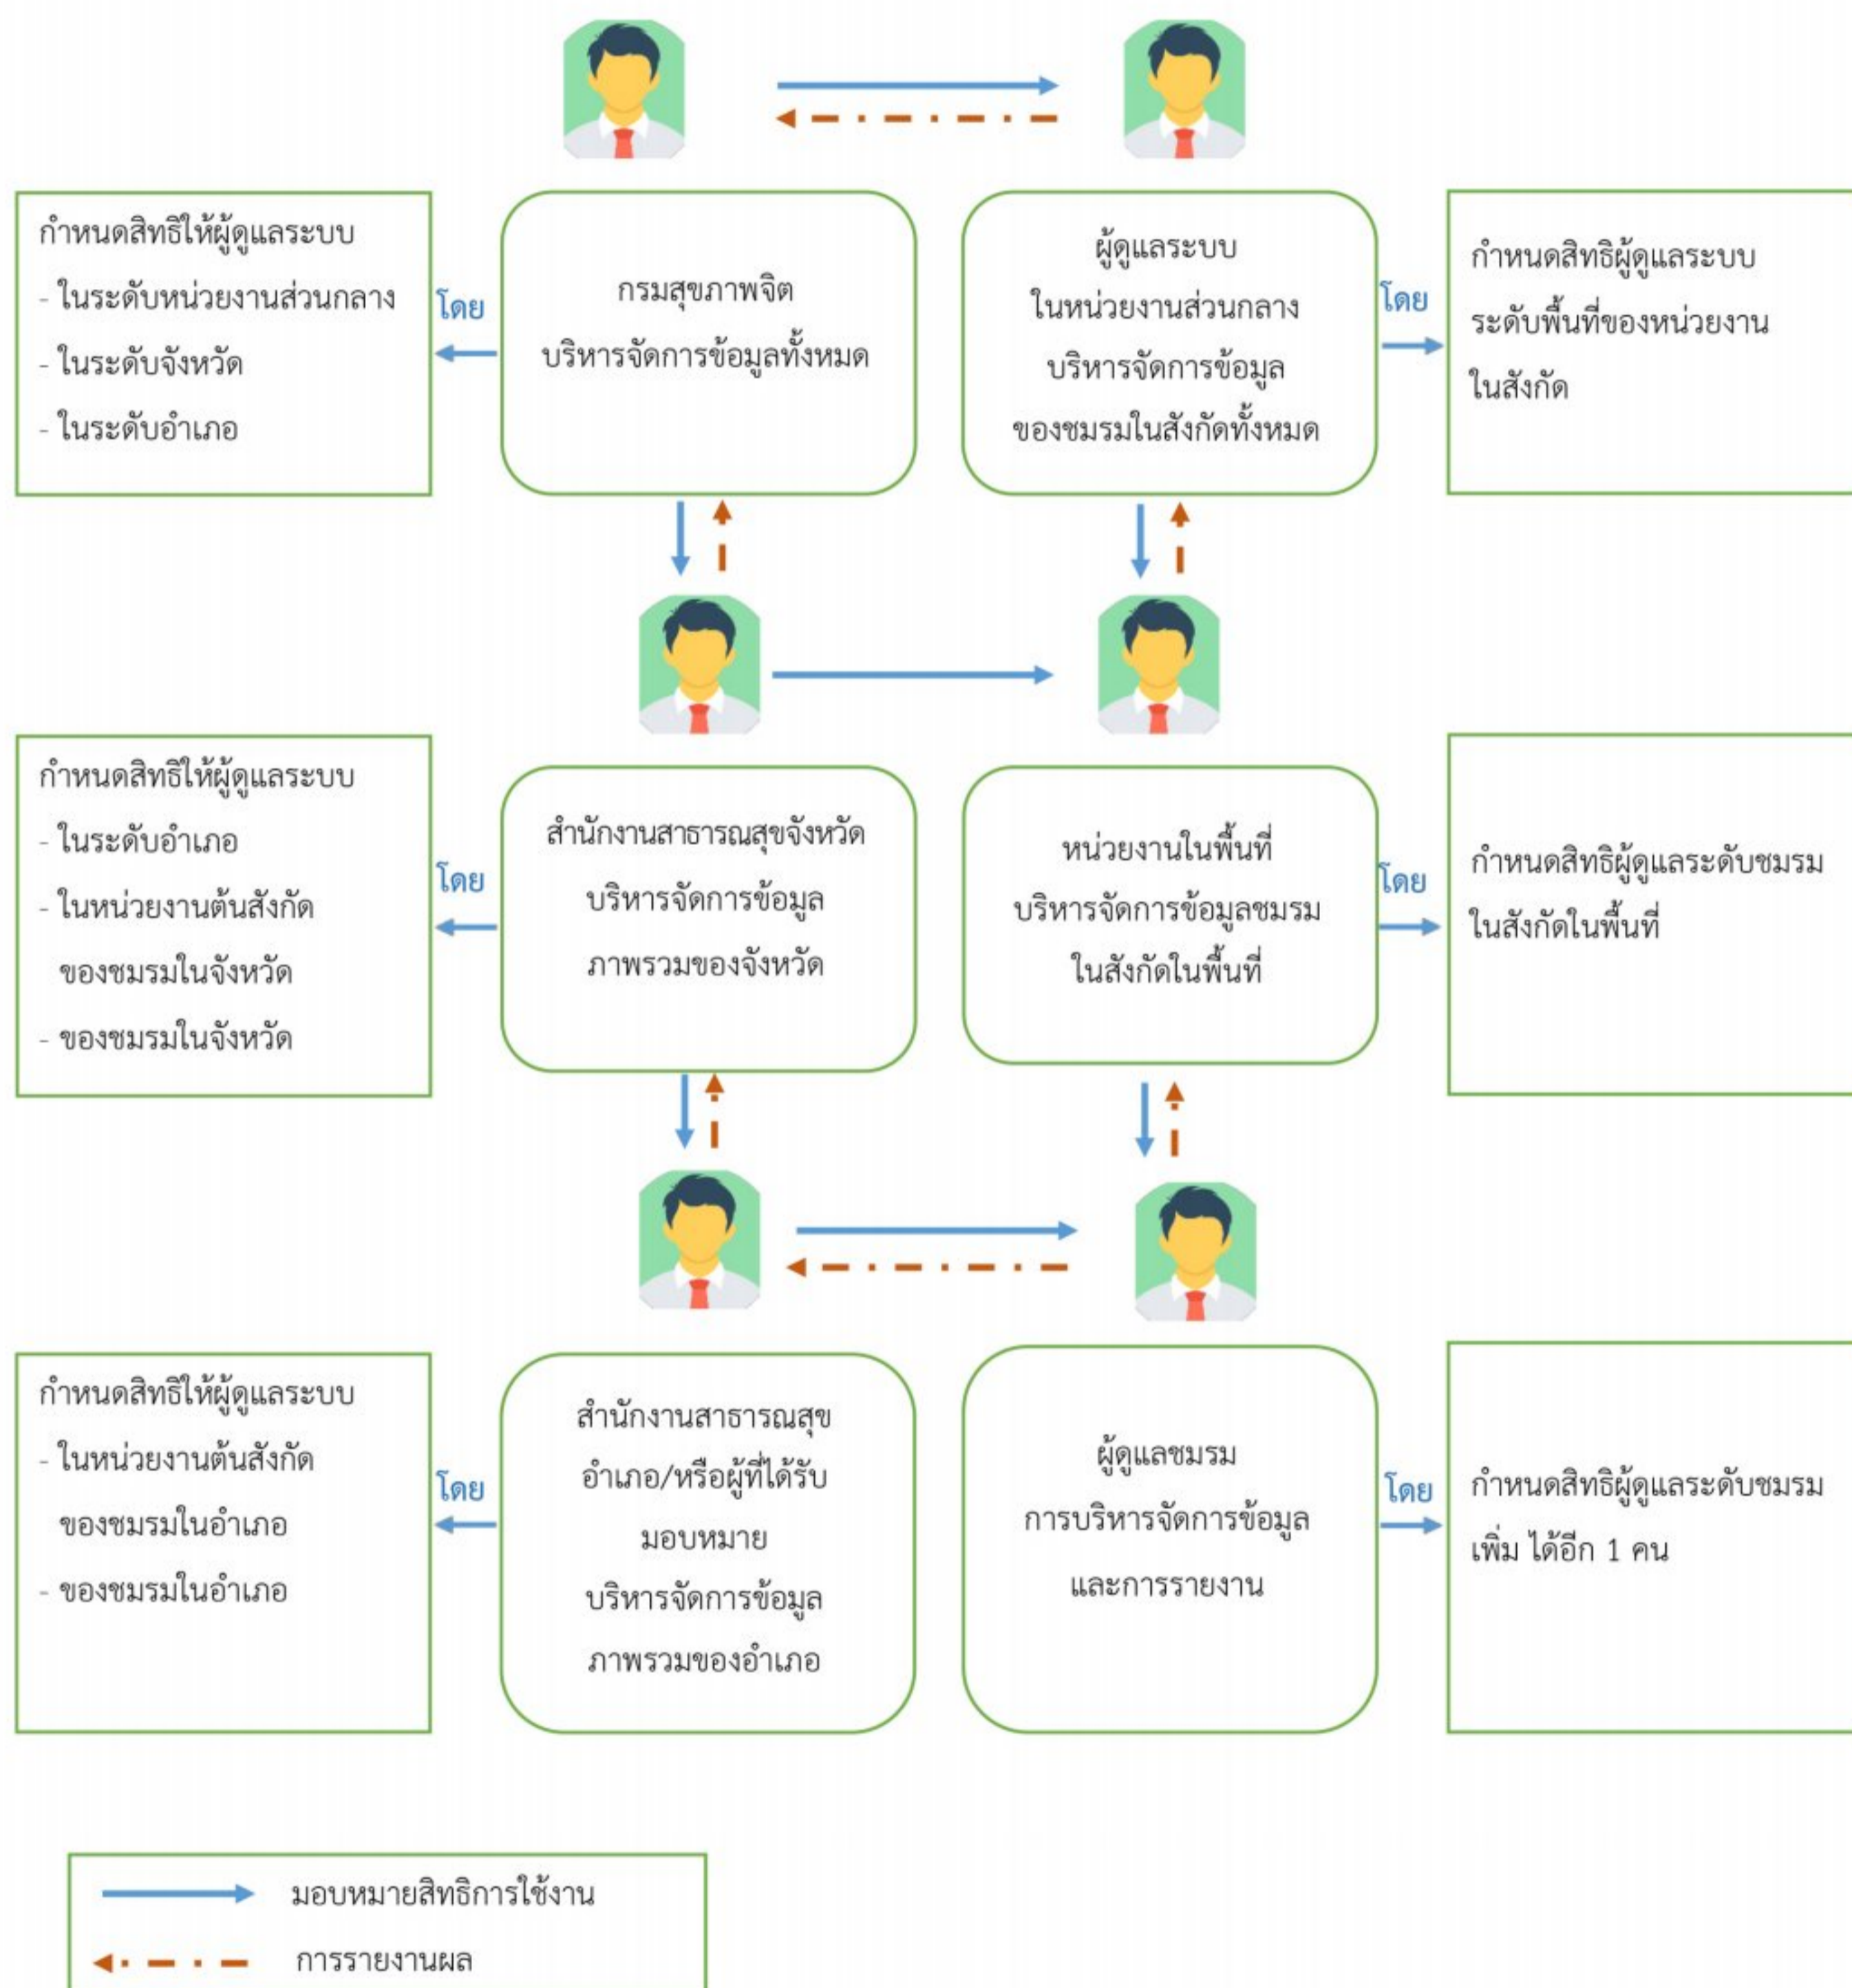 กำหนดสิทธิให้ผู้ดูแลระบบ
- ในระดับหน่วยงานส่วนกลาง
- ในระดับจังหวัด
- ในระดับอำเภอ
โดย
กรมสุขภาพจิต
บริหารจัดการข้อมูลทั้งหมด
ผู้ดูแลระบบ
ในหน่วยงานส่วนกลาง
บริหารจัดการข้อมูล
ของชมรมในสังกัดทั้งหมด
โดย
กำหนดสิทธิผู้ดูแลระบบ
ระดับพื้นที่ของหน่วยงาน
ในสังกัด
กำหนดสิทธิให้ผู้ดูแลระบบ
- ในระดับอำเภอ
- ในหน่วยงานต้นสังกัด
ของชมรมในจังหวัด
- ของชมรมในจังหวัด
โดย
สำนักงานสาธารณสุขจังหวัด
บริหารจัดการข้อมูล
ภาพรวมของจังหวัด
หน่วยงานในพื้นที่
บริหารจัดการข้อมูลชมรม
ในสังกัดในพื้นที่
โดย
กำหนดสิทธิผู้ดูแลระดับชมรม
ในสังกัดในพื้นที่
กำหนดสิทธิให้ผู้ดูแลระบบ
- ในหน่วยงานต้นสังกัด
ของชมรมในอำเภอ
- ของชมรมในอำเภอ
โดย
สำนักงานสาธารณสุข
อำเภอ/หรือผู้ที่ได้รับ
มอบหมาย
บริหารจัดการข้อมูล
ภาพรวมของอำเภอ
ผู้ดูแลชมรม
การบริหารจัดการข้อมูล
และการรายงาน
โดย
กำหนดสิทธิผู้ดูแลระดับชมรม
เพิ่ม ได้อีก 1 คน
มอบหมายสิทธิการใช้งาน
การรายงานผล